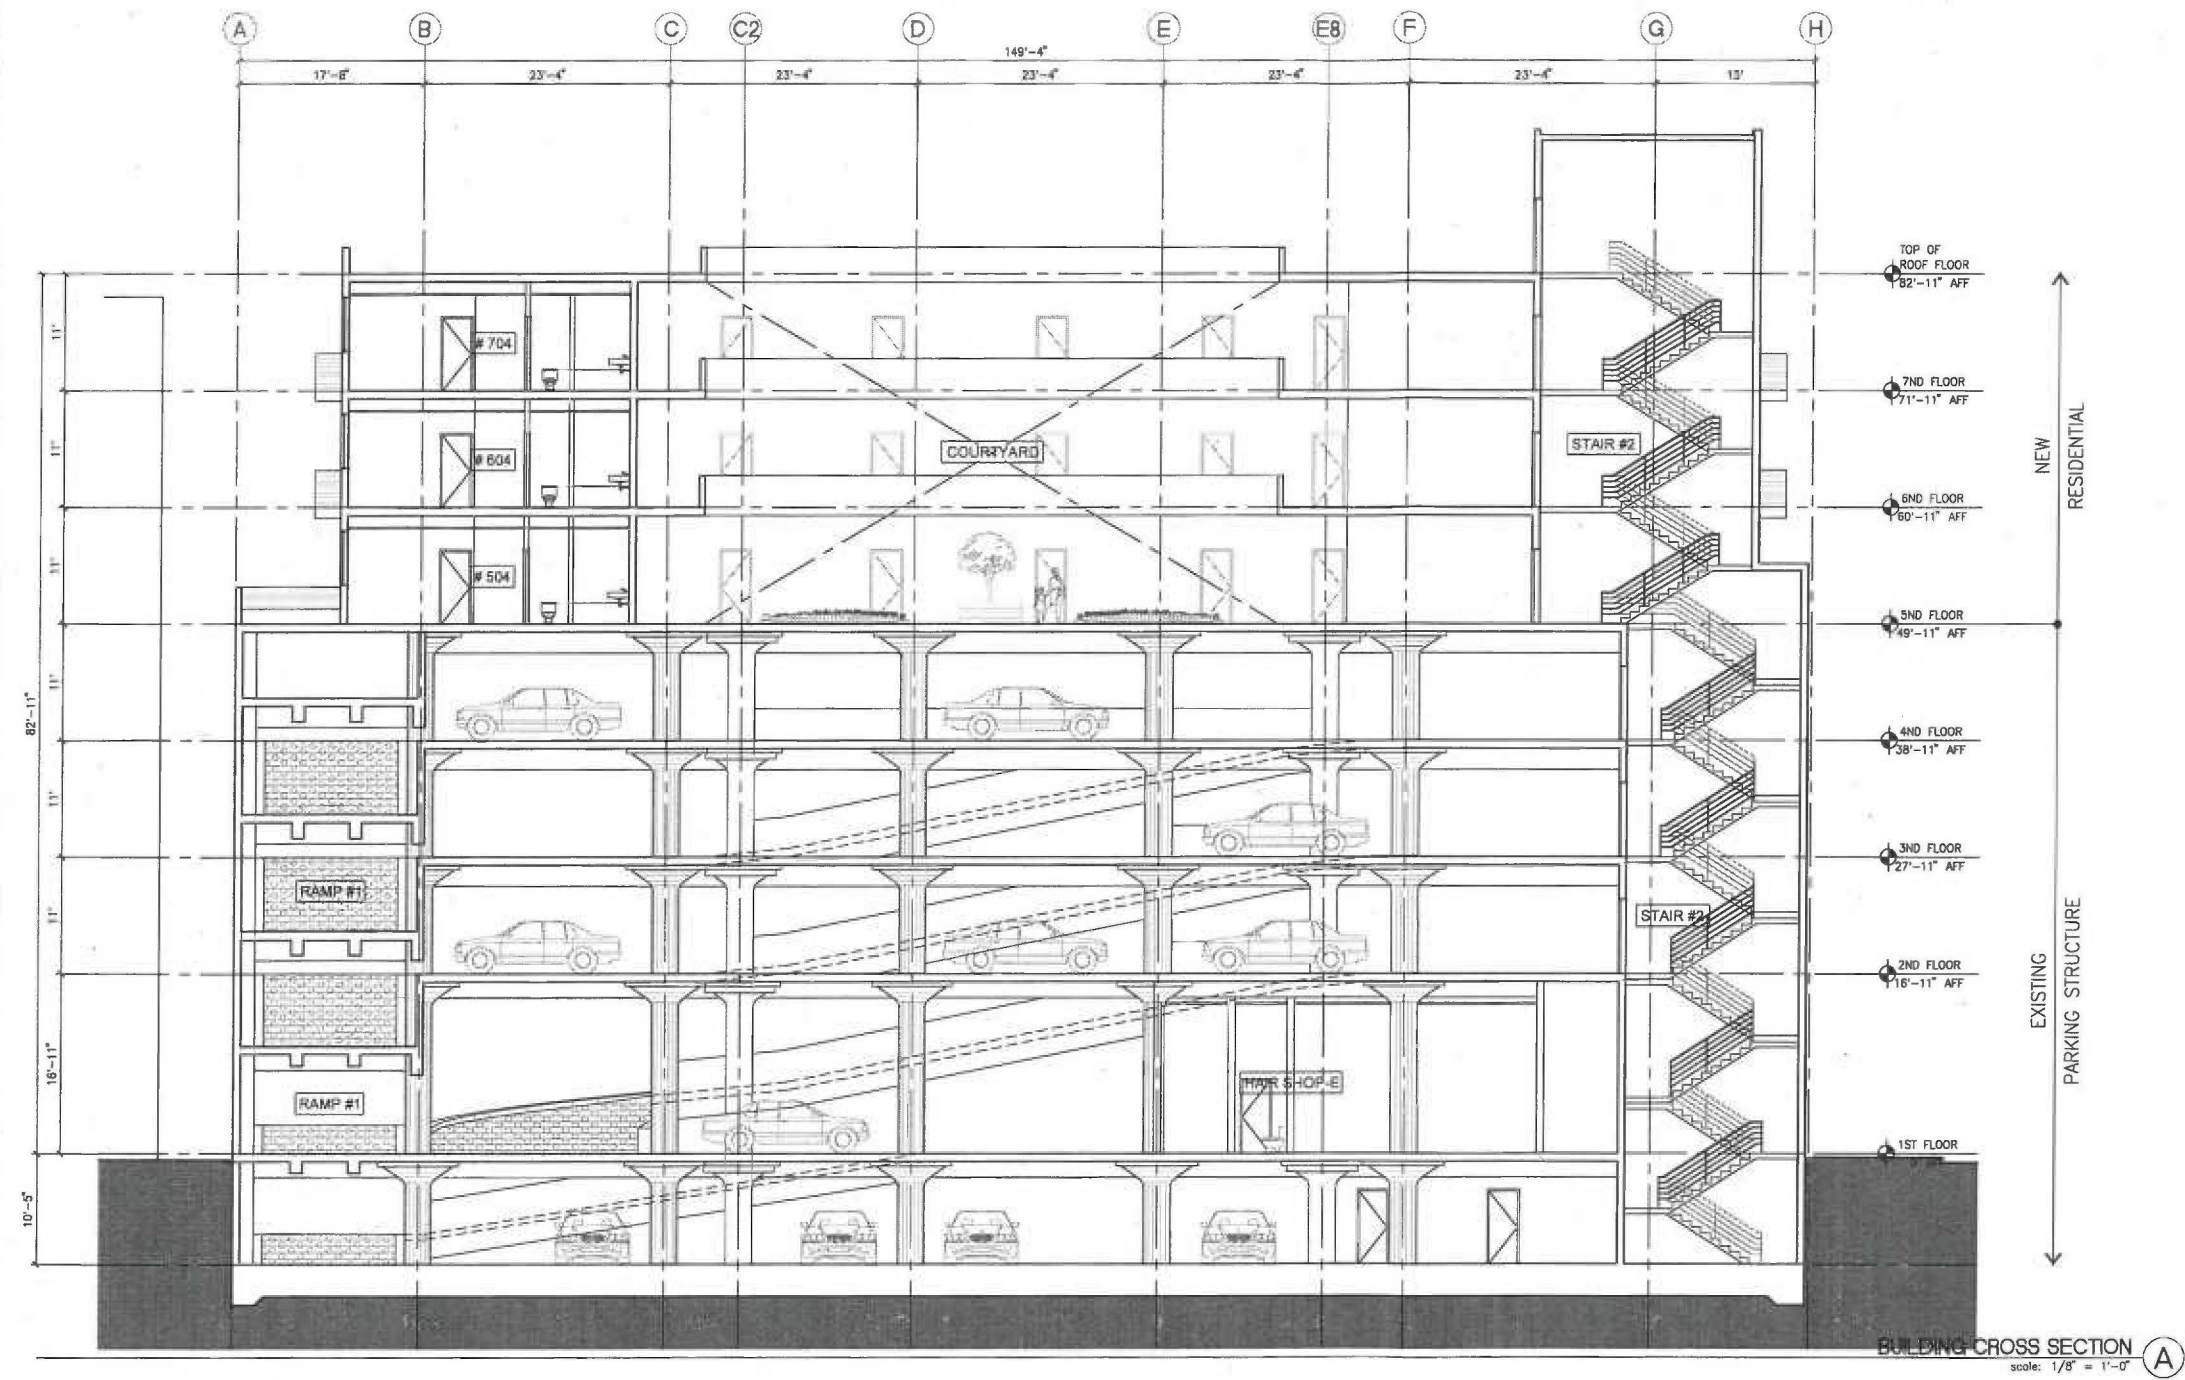 A B C C2 D E E8 F G H
149'-4"
17'-8" 23'-4" 23'-4" 23'-4" 23'-4" 23'-4" 13'
TOP OF
ROOF FLOOR
82'-11" AFF
11'
# 704
7ND FLOOR
71'-11" AFF
11'
# 604
COURTYARD
STAIR #2
NEW
RESIDENTIAL
6ND FLOOR
60'-11" AFF
11'
# 504
5ND FLOOR
49'-11" AFF
82'-11"
11'
4ND FLOOR
38'-11" AFF
11'
3ND FLOOR
27'-11" AFF
11'
RAMP #1
STAIR #2
EXISTING
PARKING STRUCTURE
2ND FLOOR
16'-11" AFF
16'-11"
RAMP #1
HAIR SHOP-E
1ST FLOOR
10'-5"
BUILDING CROSS SECTION
scale: 1/8" = 1'-0"
A